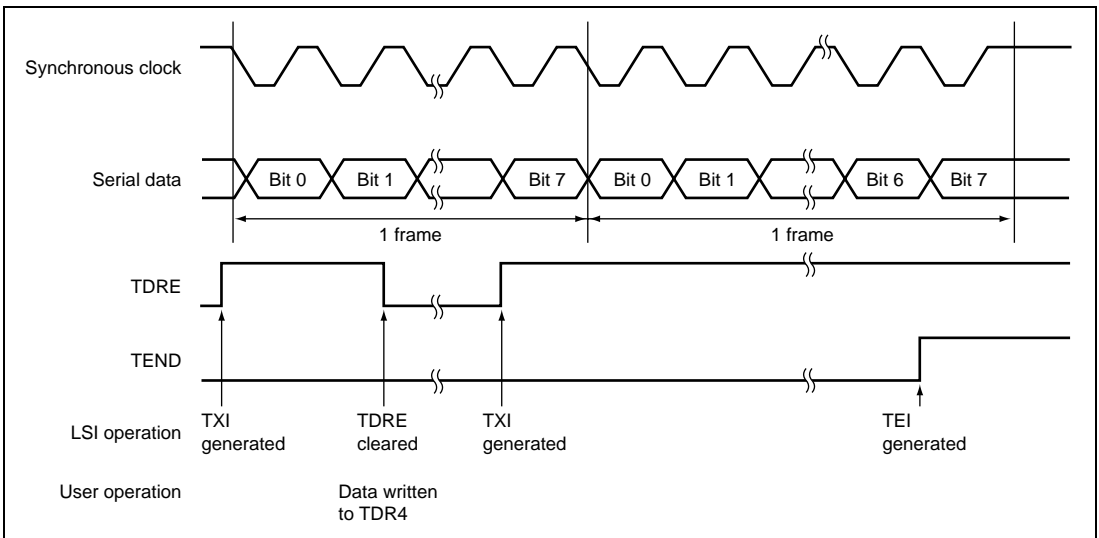 Synchronous clock
Serial data
Bit 0 Bit 1 Bit 7 Bit 0 Bit 1 Bit 6 Bit 7
1 frame 1 frame
TDRE
TEND
LSI operation
TXI generated
TDRE cleared
TXI generated
TEI generated
User operation
Data written
to TDR4